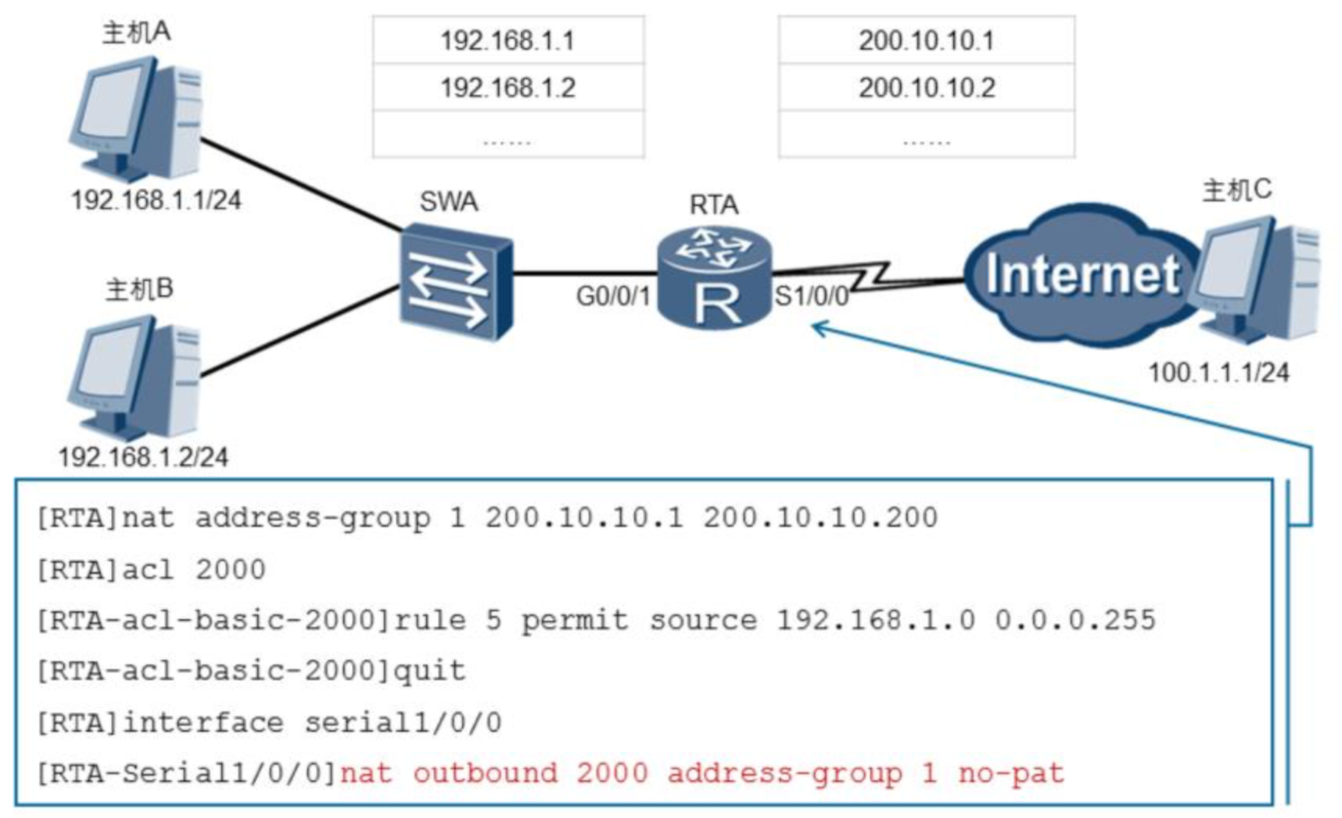 主机A
192.168.1.1
192.168.1.2
……
200.10.10.1
200.10.10.2
……
192.168.1.1/24
SWA
RTA
主机C
主机B
G0/0/1
R
S1/0/0
Internet
100.1.1.1/24
192.168.1.2/24
[RTA]nat address-group 1 200.10.10.1 200.10.10.200
[RTA]acl 2000
[RTA-acl-basic-2000]rule 5 permit source 192.168.1.0 0.0.0.255
[RTA-acl-basic-2000]quit
[RTA]interface serial1/0/0
[RTA-Serial1/0/0]nat outbound 2000 address-group 1 no-pat